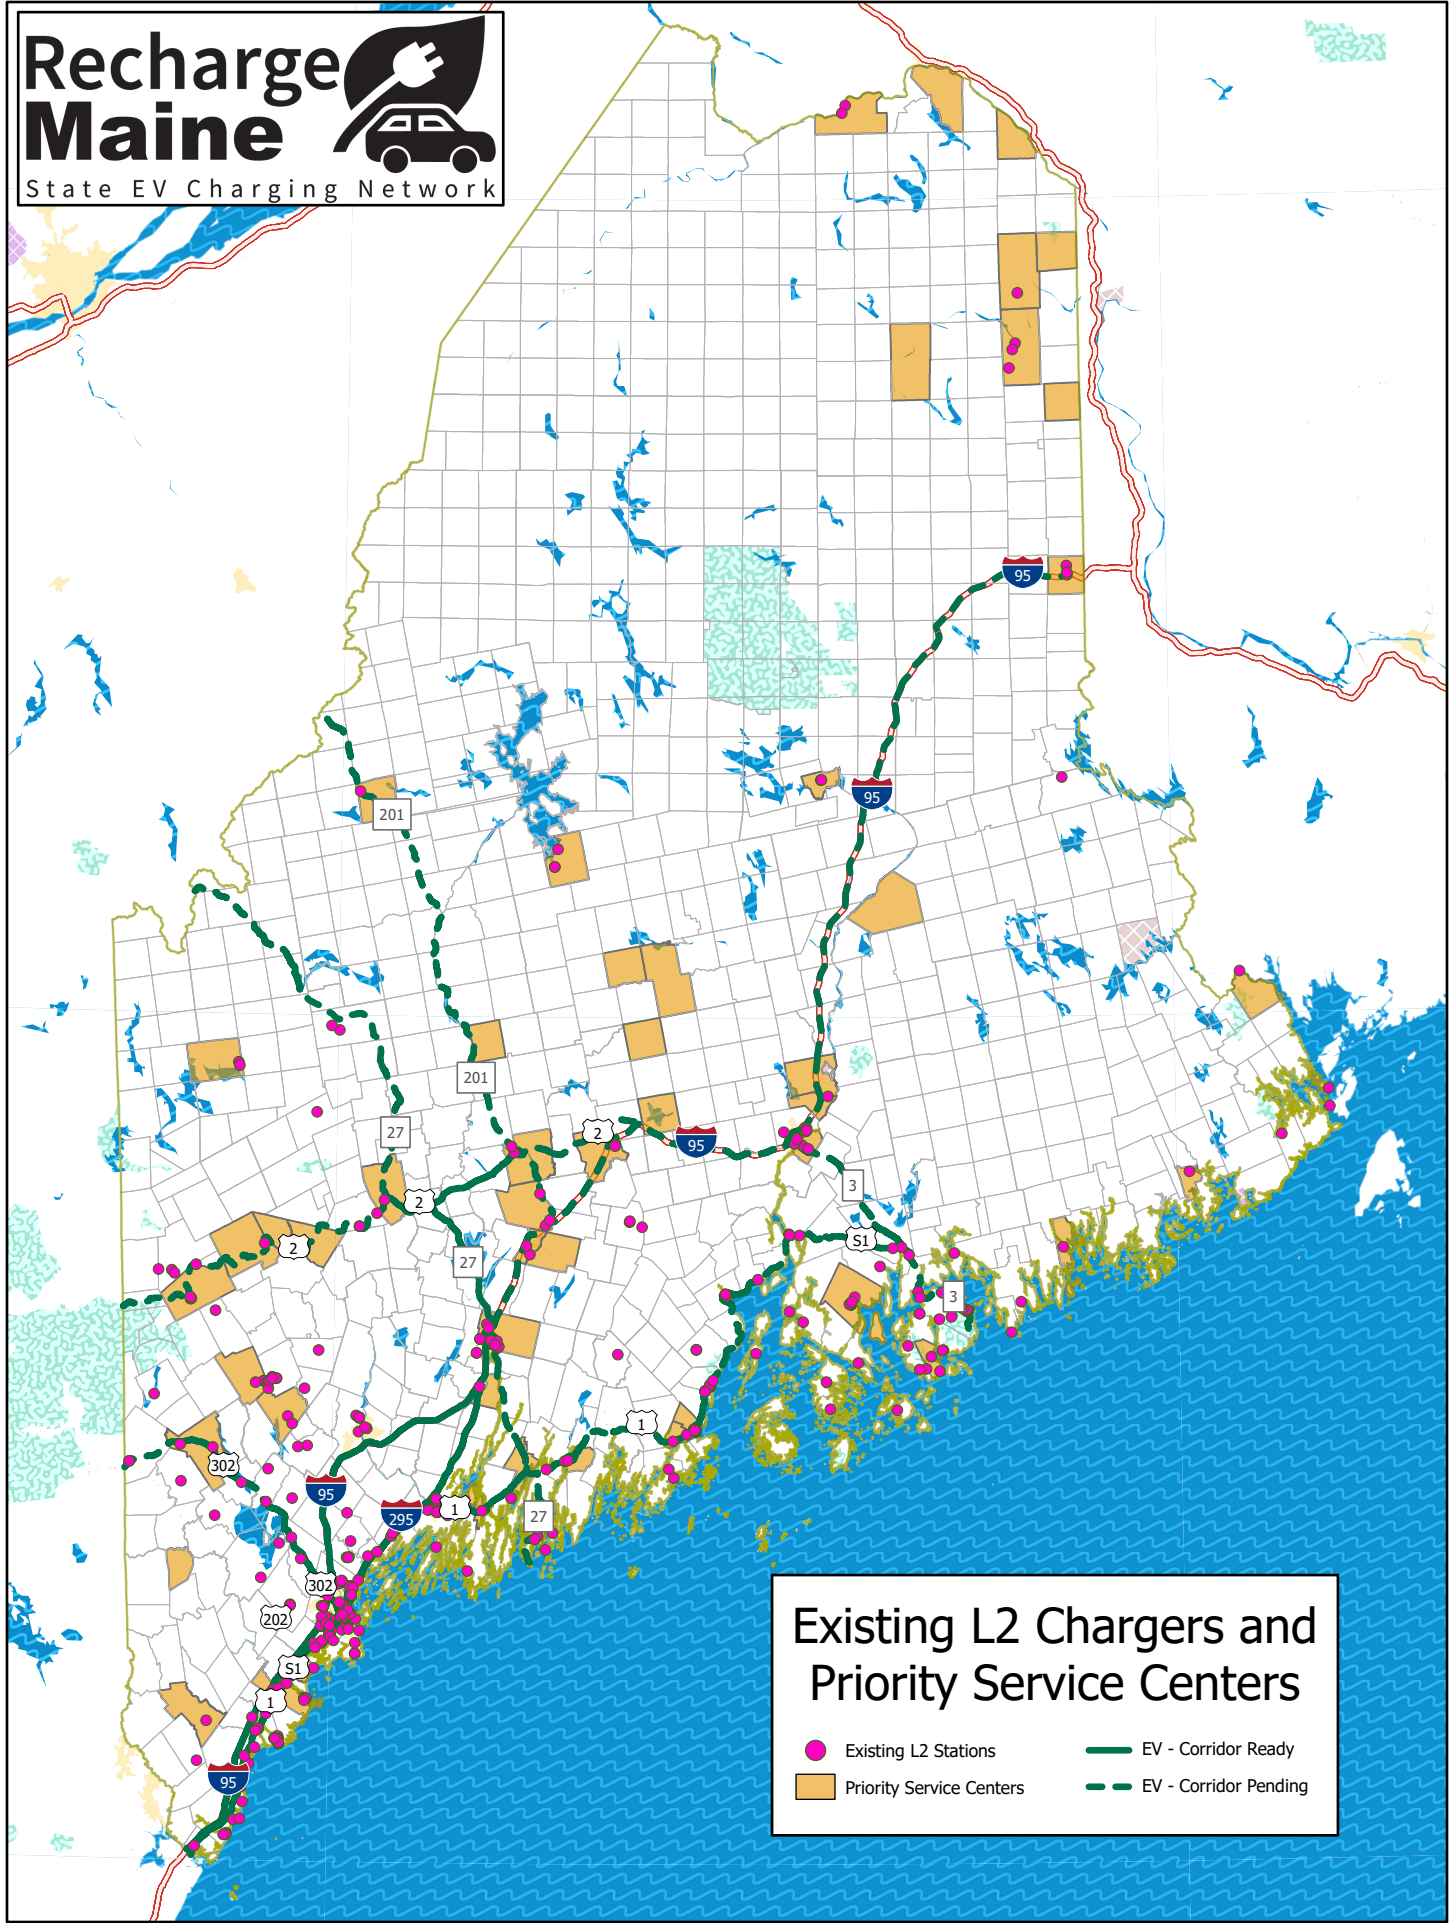 Recharge
Maine
State EV Charging Network
95
95
201
201
27
2
95
2
3
2
S1
27
3
1
302
95
295
1
27
302
202
S1
1
95
Existing L2 Chargers and
Priority Service Centers
Existing L2 Stations
EV - Corridor Ready
Priority Service Centers
EV - Corridor Pending